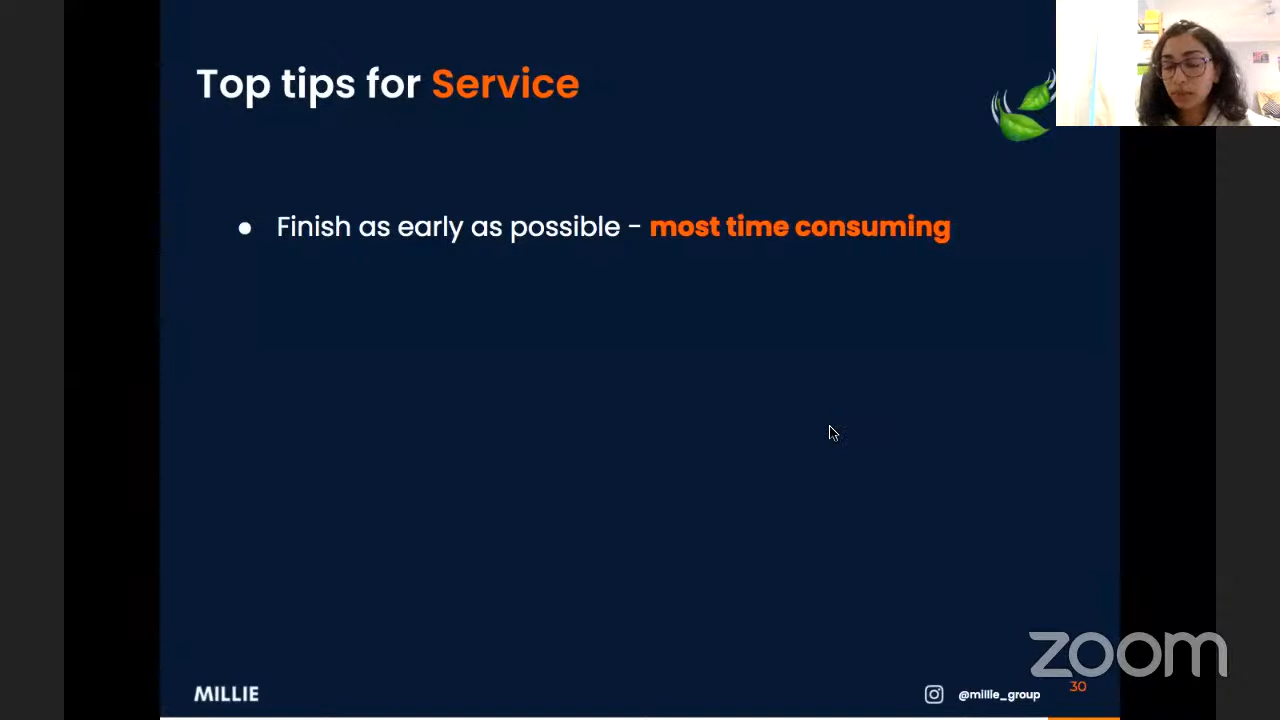 Top tips for Service
● Finish as early as possible - most time consuming
zoom
MILLIE
@millie_group
30